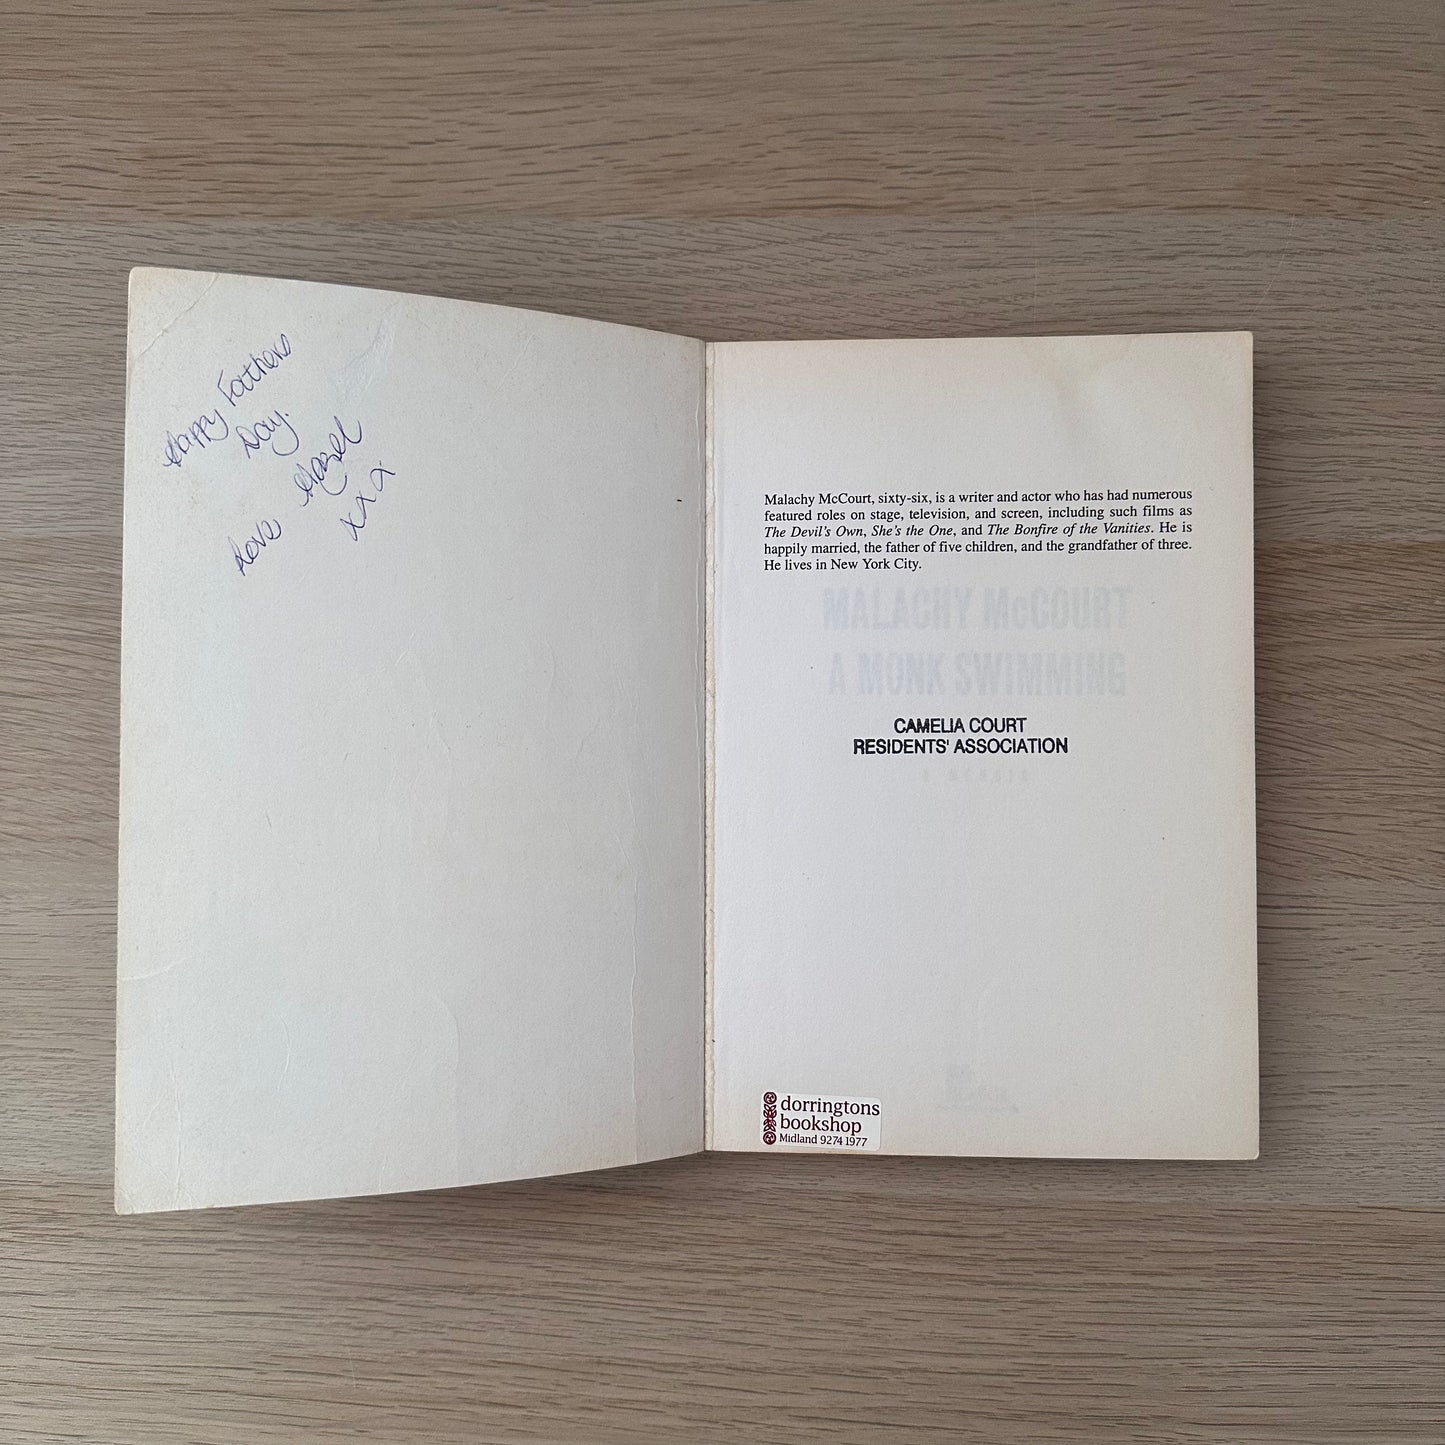 Happy Fathers
Day.
Love Hazel
xxx
Malachy McCourt, sixty-six, is a writer and actor who has had numerous
featured roles on stage, television, and screen, including such films as
The Devil's Own, She's the One, and The Bonfire of the Vanities. He is
happily married, the father of five children, and the grandfather of three.
He lives in New York City.
MALACHY McCOURT
A MONK SWIMMING
CAMELIA COURT
RESIDENTS' ASSOCIATION
A MEMOIR
dorringtons
bookshop
Midland 9274 1977